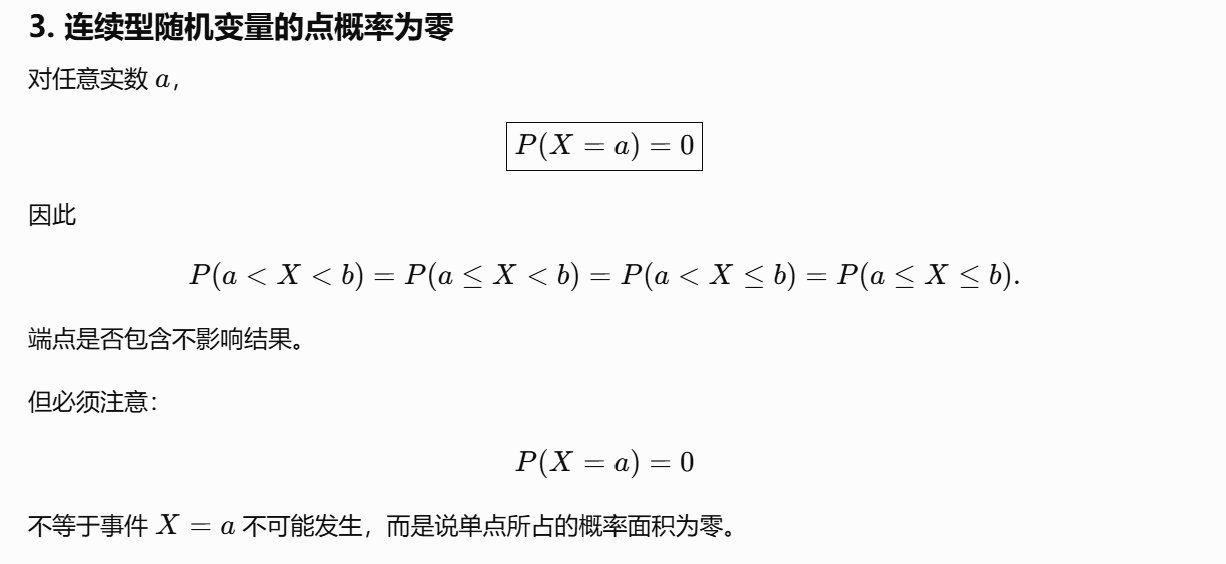 3. 连续型随机变量的点概率为零
对任意实数 a,
P(X = a) = 0
因此
P(a < X < b) = P(a ≤ X < b) = P(a < X ≤ b) = P(a ≤ X ≤ b).
端点是否包含不影响结果。
但必须注意：
P(X = a) = 0
不等于事件 X = a 不可能发生，而是说单点所占的概率面积为零。